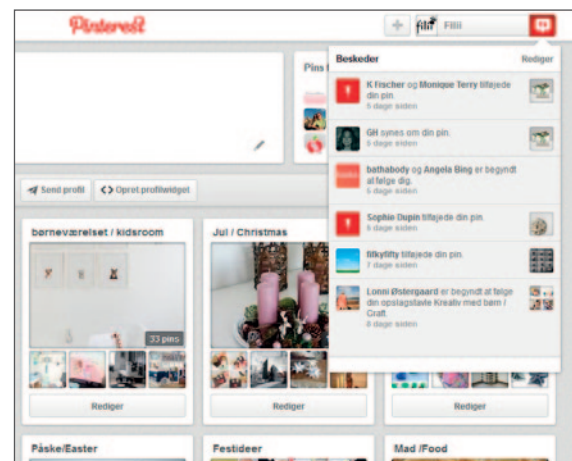 Pinterest
filii Filii
Beskeder Rediger
Pins
K Fischer og Monique Terry tilføjede
din pin.
5 dage siden
GH synes om din pin.
5 dage siden
bathabody og Angela Bing er begyndt
at følge dig.
5 dage siden
Sophie Dupin tilføjede din pin.
6 dage siden
filkyfifty tilføjede din pin.
7 dage siden
Lonni Østergaard er begyndt at følge
din opslagstavle Kreativ med børn /
Craft.
8 dage siden
Send profil Opret profilwidget
børneværelset / kidsroom
33 pins
Rediger
Jul / Christmas
Rediger
Rediger
Påske/Easter
Festideer
Mad /Food